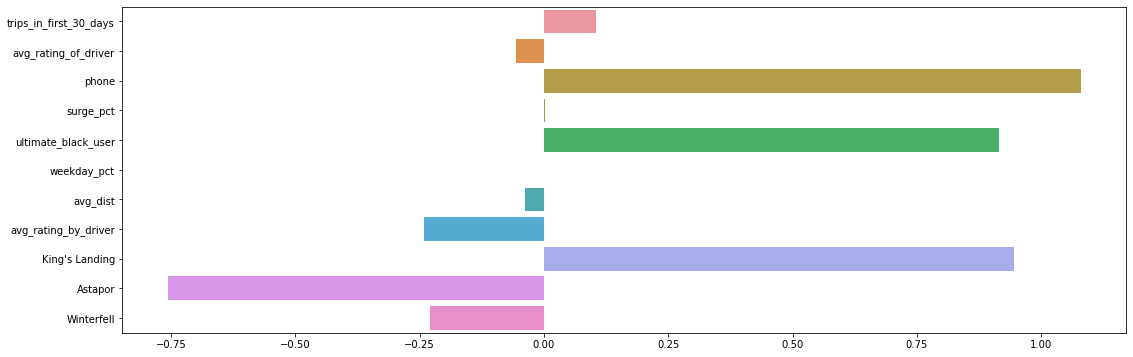 trips_in_first_30_days
avg_rating_of_driver
phone
surge_pct
ultimate_black_user
weekday_pct
avg_dist
avg_rating_by_driver
King's Landing
Astapor
Winterfell
−0.75 −0.50 −0.25 0.00 0.25 0.50 0.75 1.00